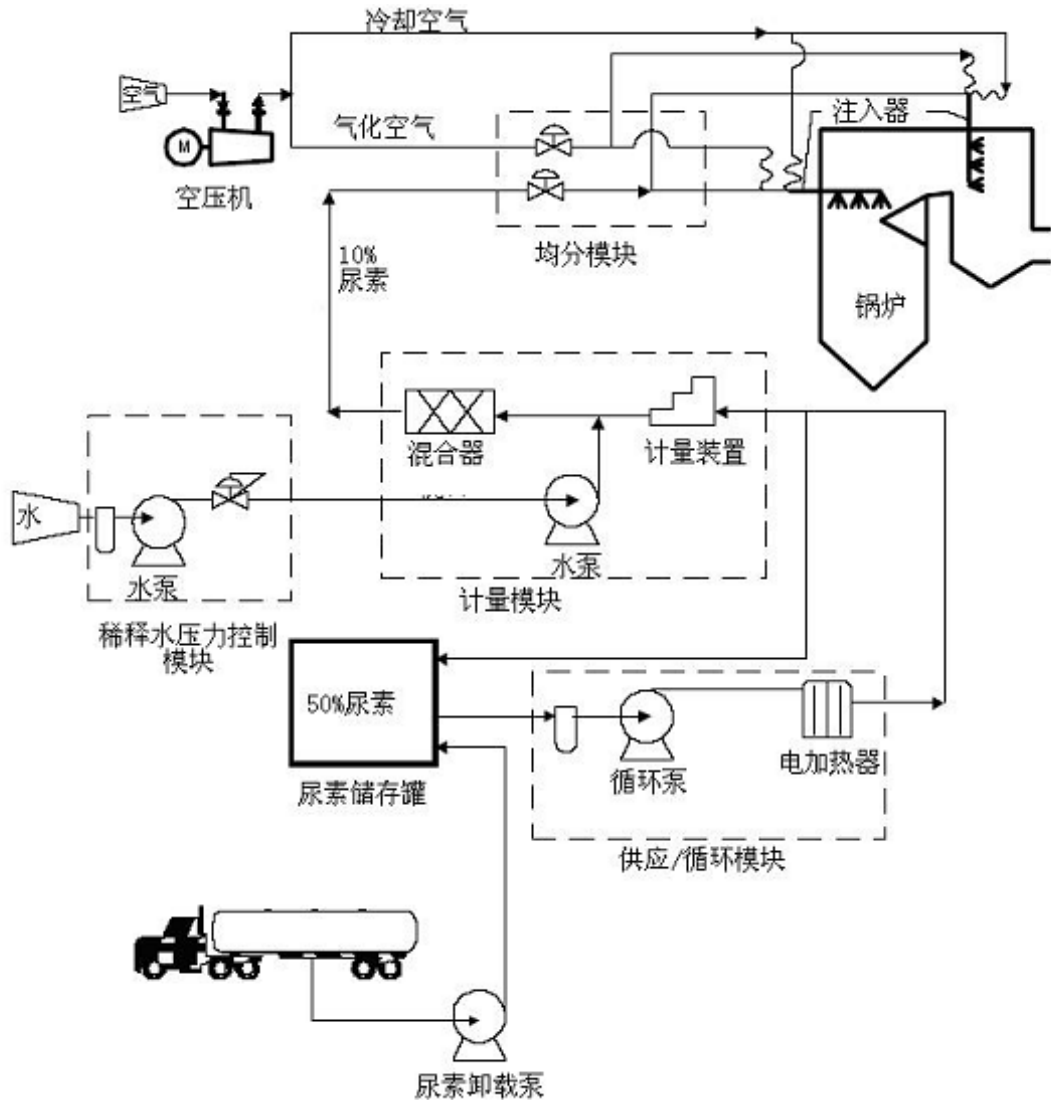 冷却空气
空气
M
气化空气
注入器
空压机
均分模块
10%
尿素
锅炉
混合器
计量装置
水
水泵
水泵
计量模块
稀释水压力控制
模块
50%尿素
尿素储存罐
循环泵
电加热器
供应/循环模块
尿素卸载泵